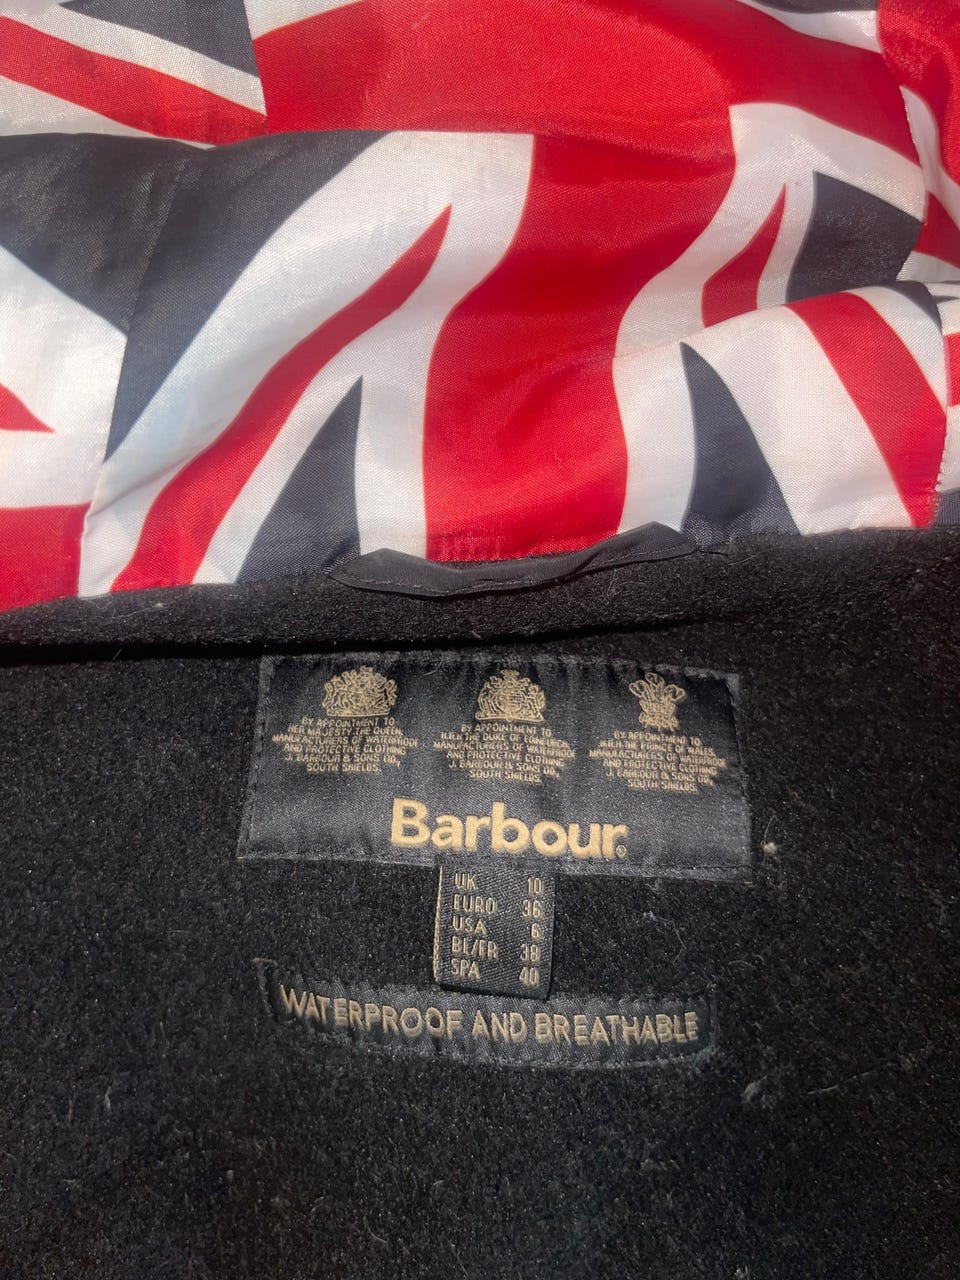 BY APPOINTMENT TO
HER MAJESTY THE QUEEN,
MANUFACTURERS OF WATERPROOF
AND PROTECTIVE CLOTHING
J. BARBOUR & SONS LTD.,
SOUTH SHIELDS.
BY APPOINTMENT TO
H.R.H. THE DUKE OF EDINBURGH,
MANUFACTURERS OF WATERPROOF
AND PROTECTIVE CLOTHING
J. BARBOUR & SONS LTD.,
SOUTH SHIELDS.
BY APPOINTMENT TO
H.R.H. THE PRINCE OF WALES,
MANUFACTURERS OF WATERPROOF
AND PROTECTIVE CLOTHING
J. BARBOUR & SONS LTD.,
SOUTH SHIELDS.
Barbour®
UK 10
EURO 36
USA 6
BE/FR 38
SPA 40
WATERPROOF AND BREATHABLE